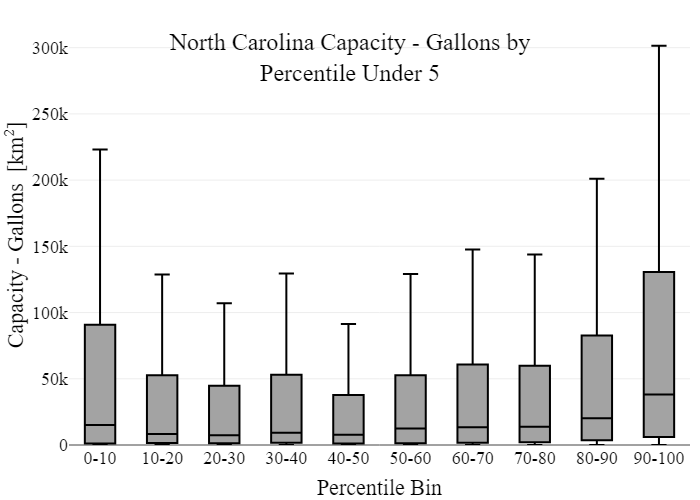 North Carolina Capacity - Gallons by
Percentile Under 5
Capacity - Gallons [km²]
300k
250k
200k
150k
100k
50k
0
0-10 10-20 20-30 30-40 40-50 50-60 60-70 70-80 80-90 90-100
Percentile Bin